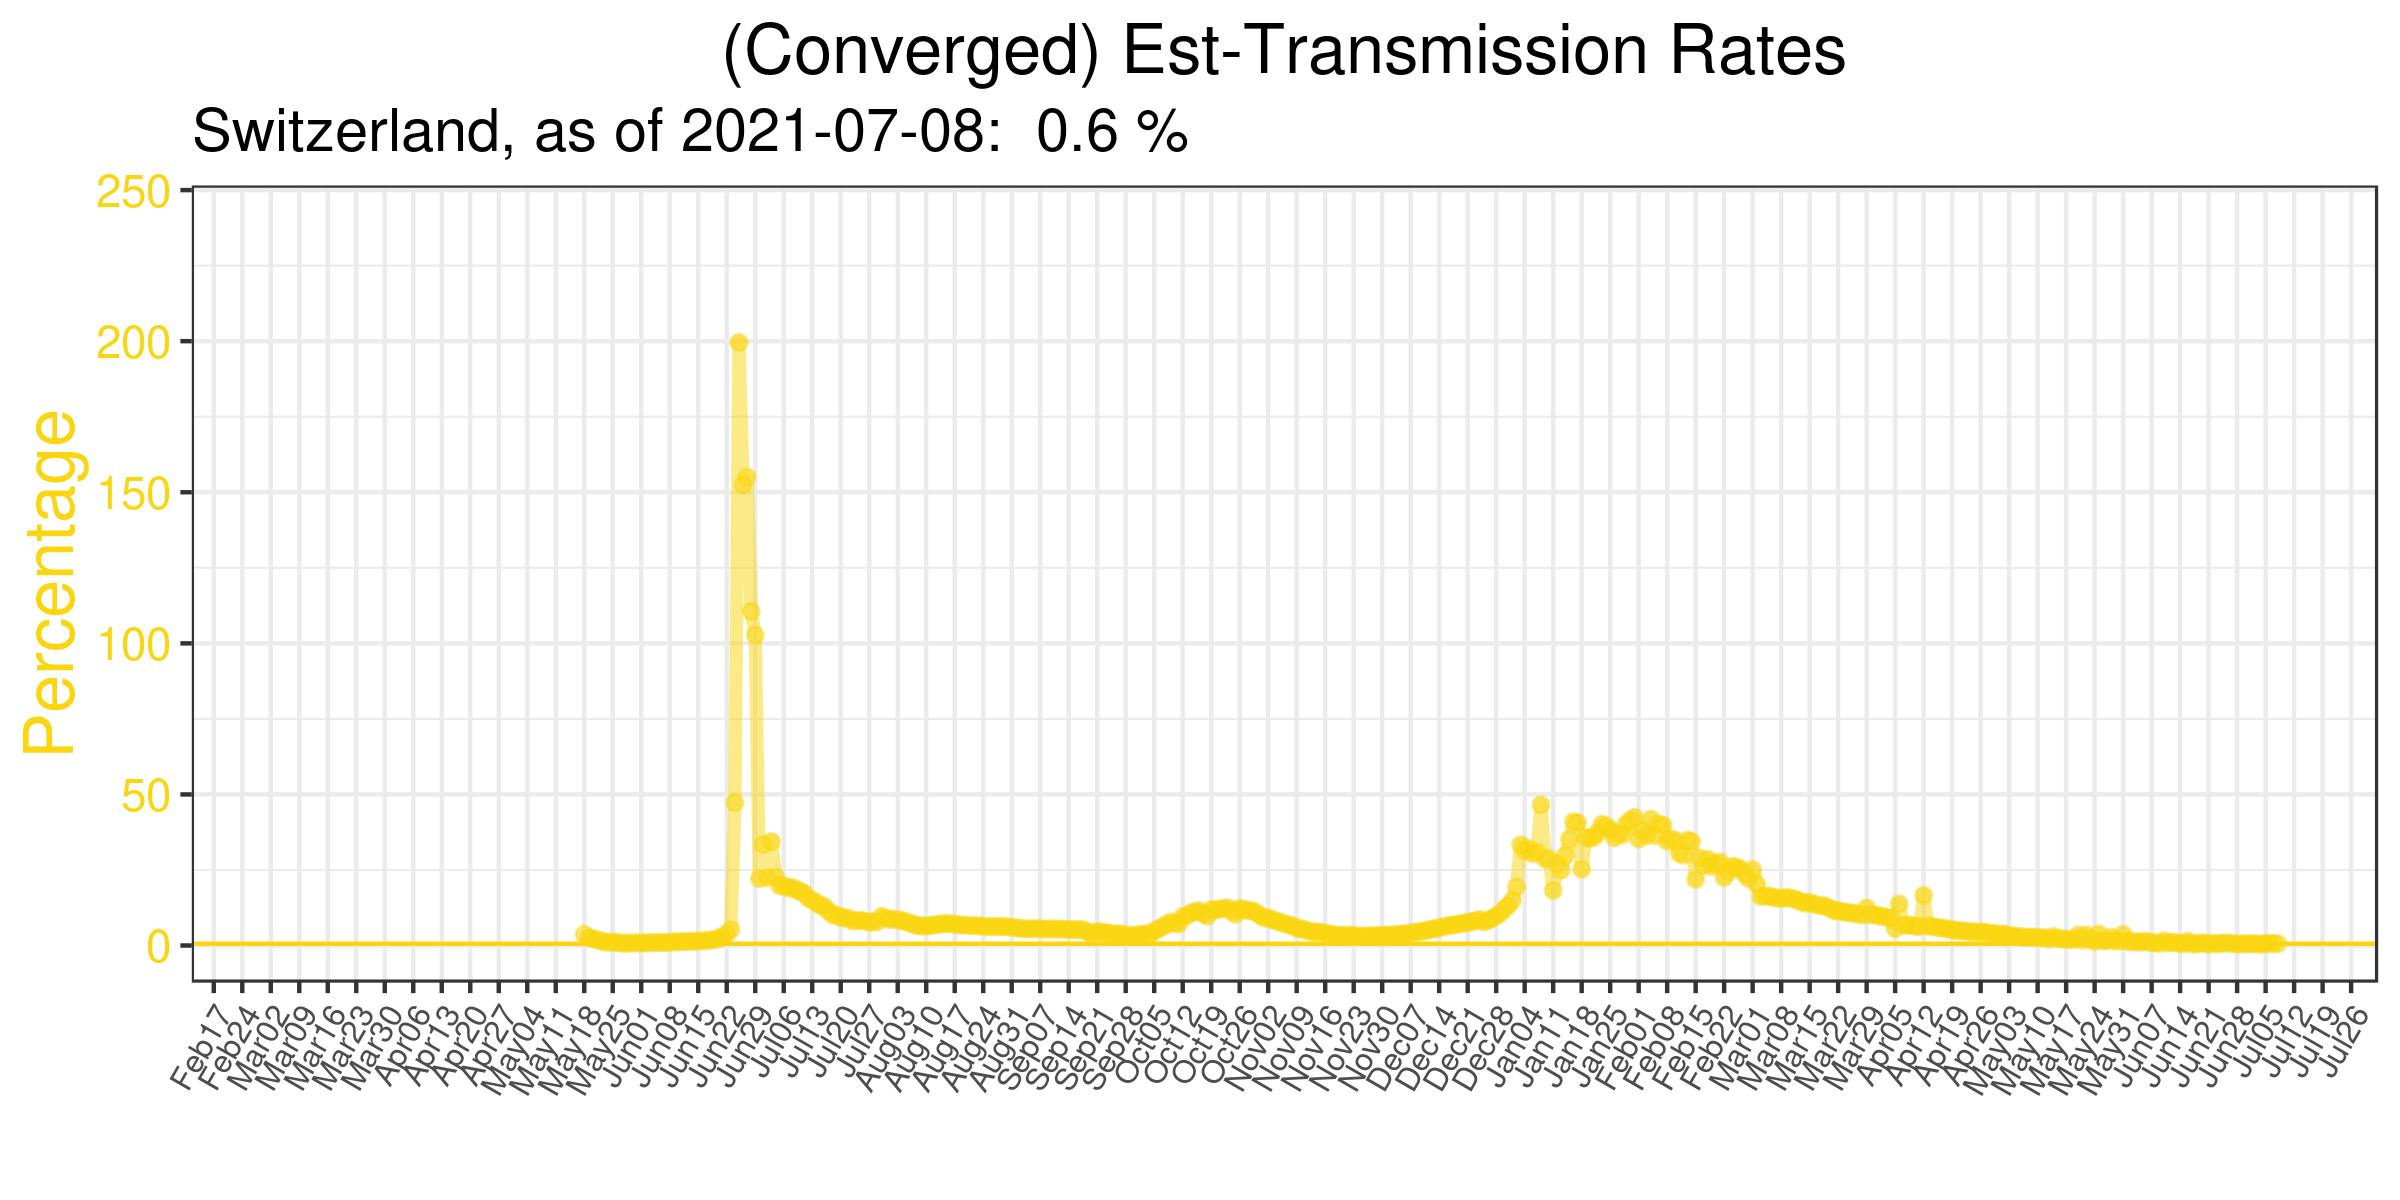 (Converged) Est-Transmission Rates
Switzerland, as of 2021-07-08:  0.6 %
Percentage
250
200
150
100
50
0
Feb17
Feb24
Mar02
Mar09
Mar16
Mar23
Mar30
Apr06
Apr13
Apr20
Apr27
May04
May11
May18
May25
Jun01
Jun08
Jun15
Jun22
Jun29
Jul06
Jul13
Jul20
Jul27
Aug03
Aug10
Aug17
Aug24
Aug31
Sep07
Sep14
Sep21
Sep28
Oct05
Oct12
Oct19
Oct26
Nov02
Nov09
Nov16
Nov23
Nov30
Dec07
Dec14
Dec21
Dec28
Jan04
Jan11
Jan18
Jan25
Feb01
Feb08
Feb15
Feb22
Mar01
Mar08
Mar15
Mar22
Mar29
Apr05
Apr12
Apr19
Apr26
May03
May10
May17
May24
May31
Jun07
Jun14
Jun21
Jun28
Jul05
Jul12
Jul19
Jul26